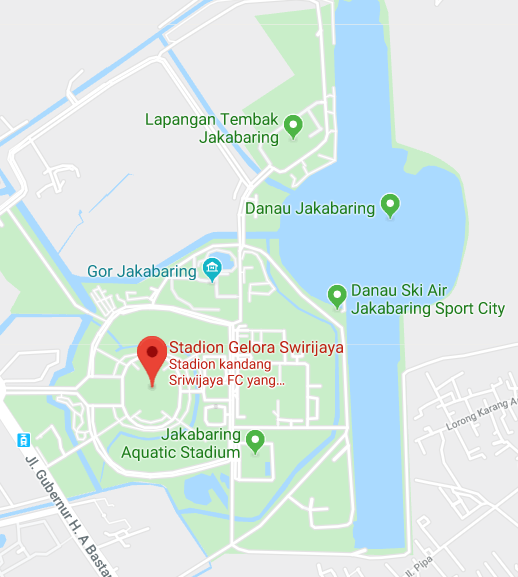 Lapangan Tembak
Jakabaring
Danau Jakabaring
Gor Jakabaring
Danau Ski Air
Jakabaring Sport City
Stadion Gelora Swirijaya
Stadion kandang
Sriwijaya FC yang...
Lorong Karang A
Jakabaring
Aquatic Stadium
Jl. Gubernur H. A Basta
Jl. Pipa